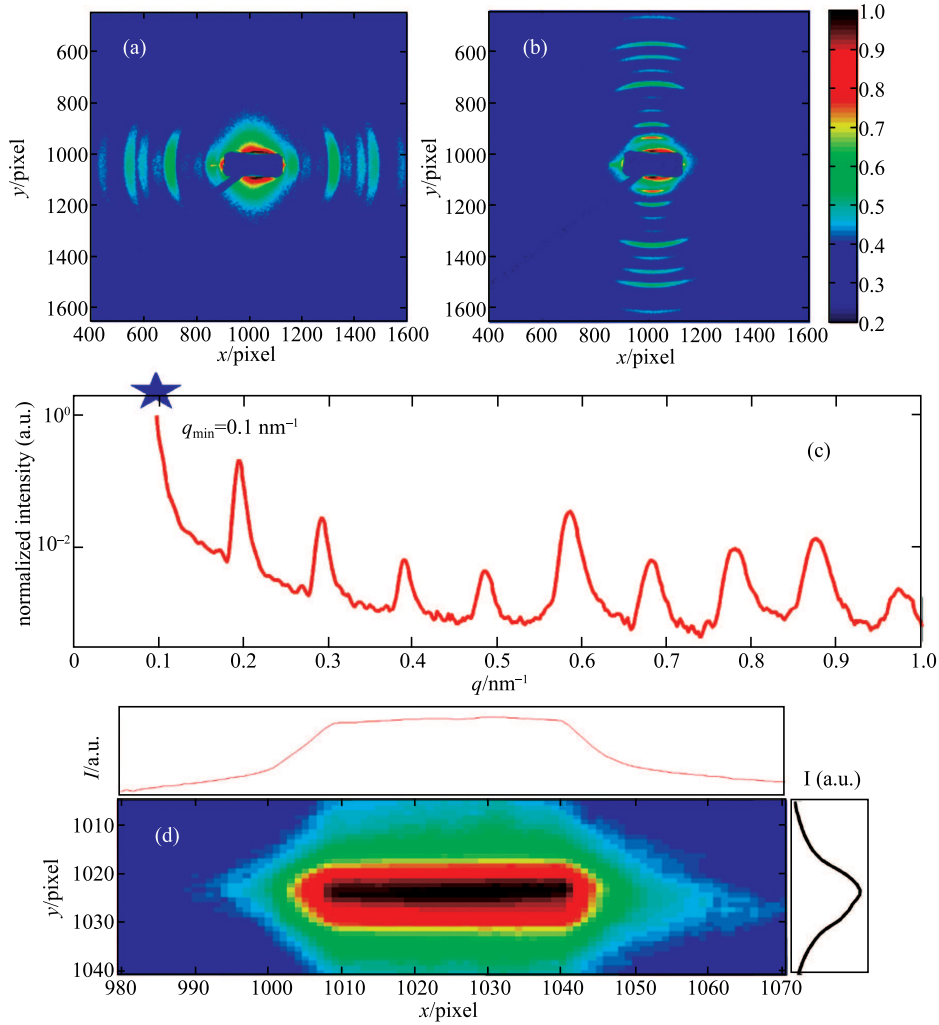 (a)
(b)
y/pixel
600
800
1000
1200
1400
1600
400 600 800 1000 1200 1400 1600
x/pixel
y/pixel
600
800
1000
1200
1400
1600
400 600 800 1000 1200 1400 1600
x/pixel
1.0
0.9
0.8
0.7
0.6
0.5
0.4
0.3
0.2
normalized intensity (a.u.)
10⁰
10⁻²
qmin=0.1 nm⁻¹
(c)
0 0.1 0.2 0.3 0.4 0.5 0.6 0.7 0.8 0.9 1.0
q/nm⁻¹
I/a.u.
I (a.u.)
(d)
y/pixel
1010
1020
1030
1040
980 990 1000 1010 1020 1030 1040 1050 1060 1070
x/pixel